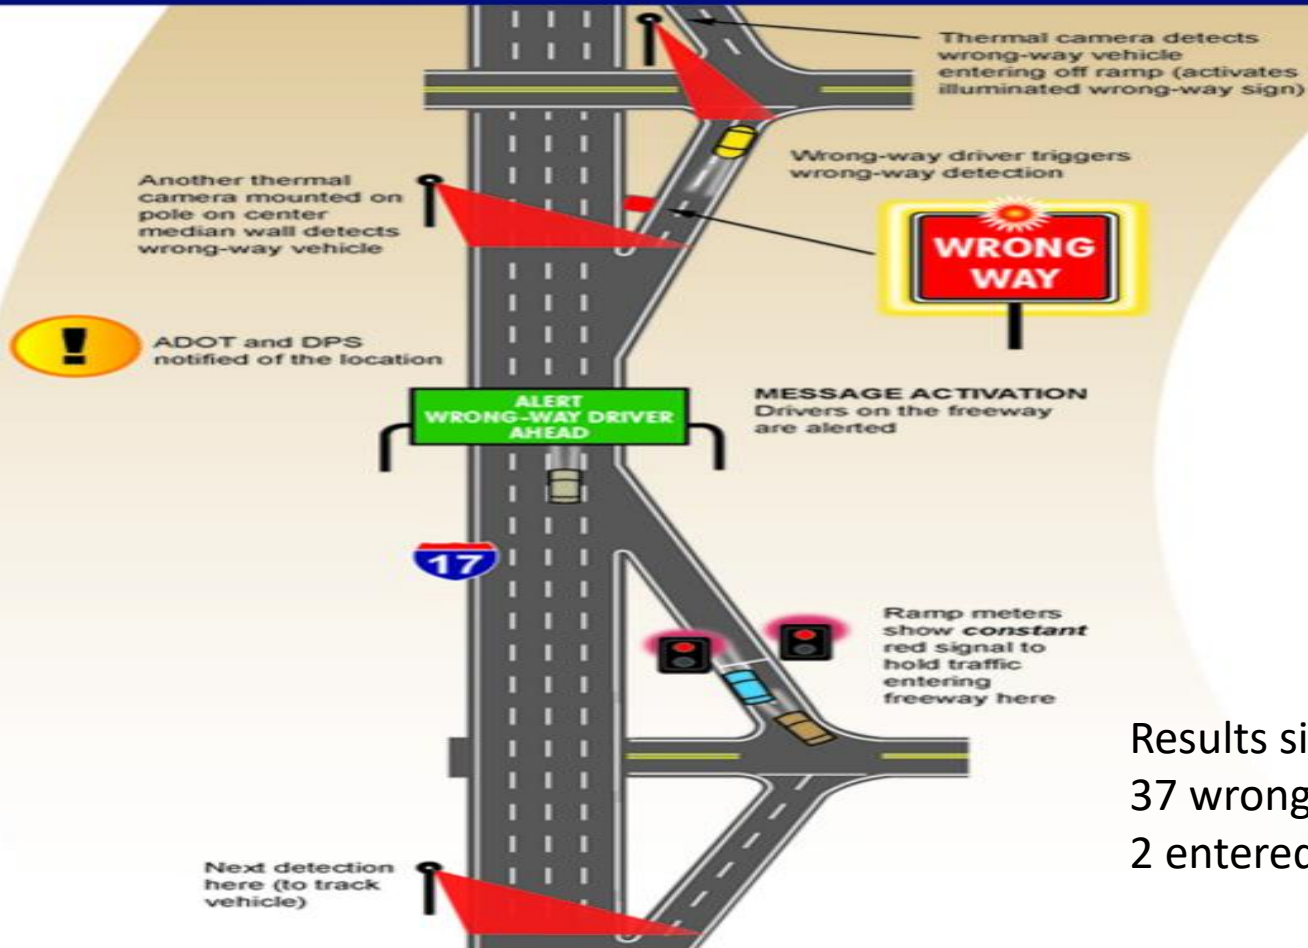 Thermal camera detects
wrong-way vehicle
entering off ramp (activates
illuminated wrong-way sign)
Wrong-way driver triggers
wrong-way detection
Another thermal
camera mounted on
pole on center
median wall detects
wrong-way vehicle
WRONG
WAY
!
ADOT and DPS
notified of the location
ALERT
WRONG-WAY DRIVER
AHEAD
MESSAGE ACTIVATION
Drivers on the freeway
are alerted
17
Ramp meters
show constant
red signal to
hold traffic
entering
freeway here
Results si
37 wrong
2 entered
Next detection
here (to track
vehicle)